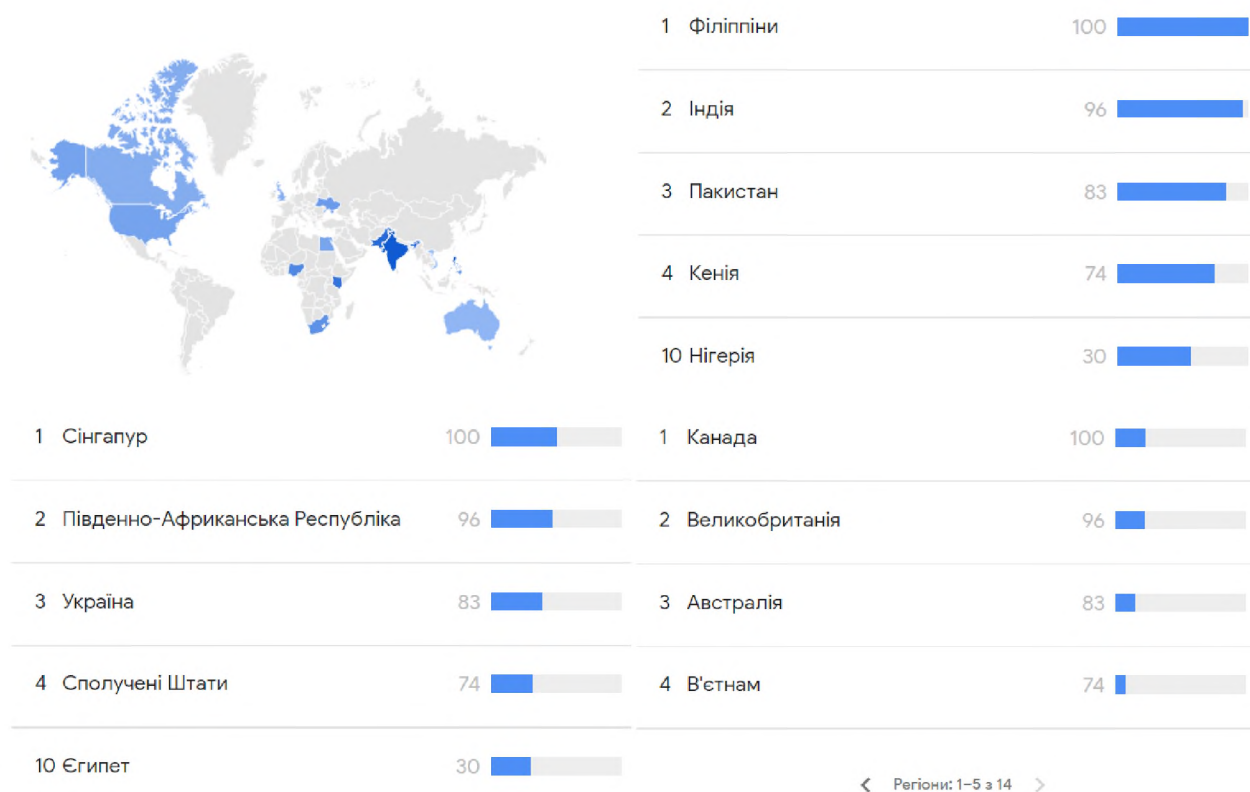 1 Філіппіни 100
2 Індія 96
3 Пакистан 83
4 Кенія 74
10 Нігерія 30
1 Сінгапур 100
2 Південно-Африканська Республіка 96
3 Україна 83
4 Сполучені Штати 74
10 Єгипет 30
1 Канада 100
2 Великобританія 96
3 Австралія 83
4 В'єтнам 74
Регіони: 1–5 з 14